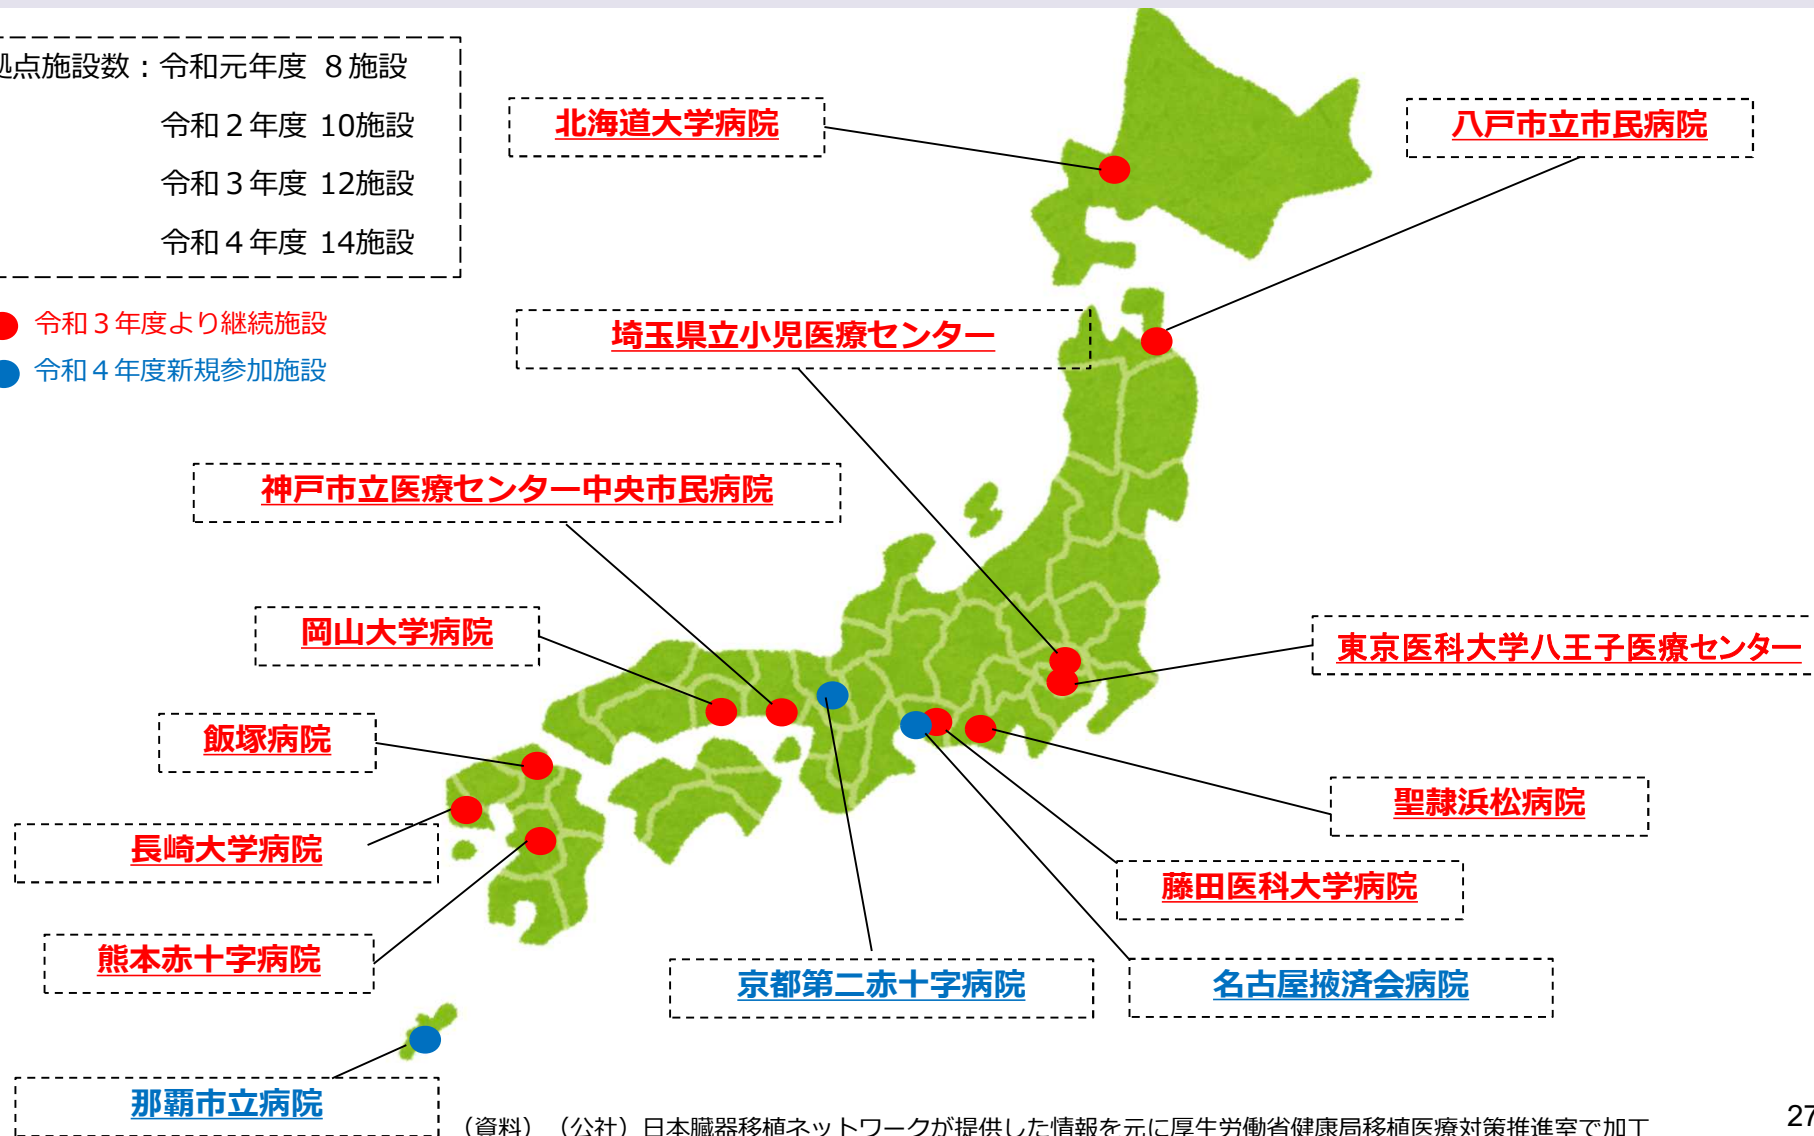 点施設数：令和元年度 ８施設
令和２年度 10施設
令和３年度 12施設
令和４年度 14施設
令和３年度より継続施設
令和４年度新規参加施設
北海道大学病院
八戸市立市民病院
埼玉県立小児医療センター
神戸市立医療センター中央市民病院
岡山大学病院
東京医科大学八王子医療センター
飯塚病院
聖隷浜松病院
長崎大学病院
藤田医科大学病院
熊本赤十字病院
京都第二赤十字病院
名古屋掖済会病院
那覇市立病院
（資料）（公社）日本臓器移植ネットワークが提供した情報を元に厚生労働省健康局移植医療対策推進室で加工
27